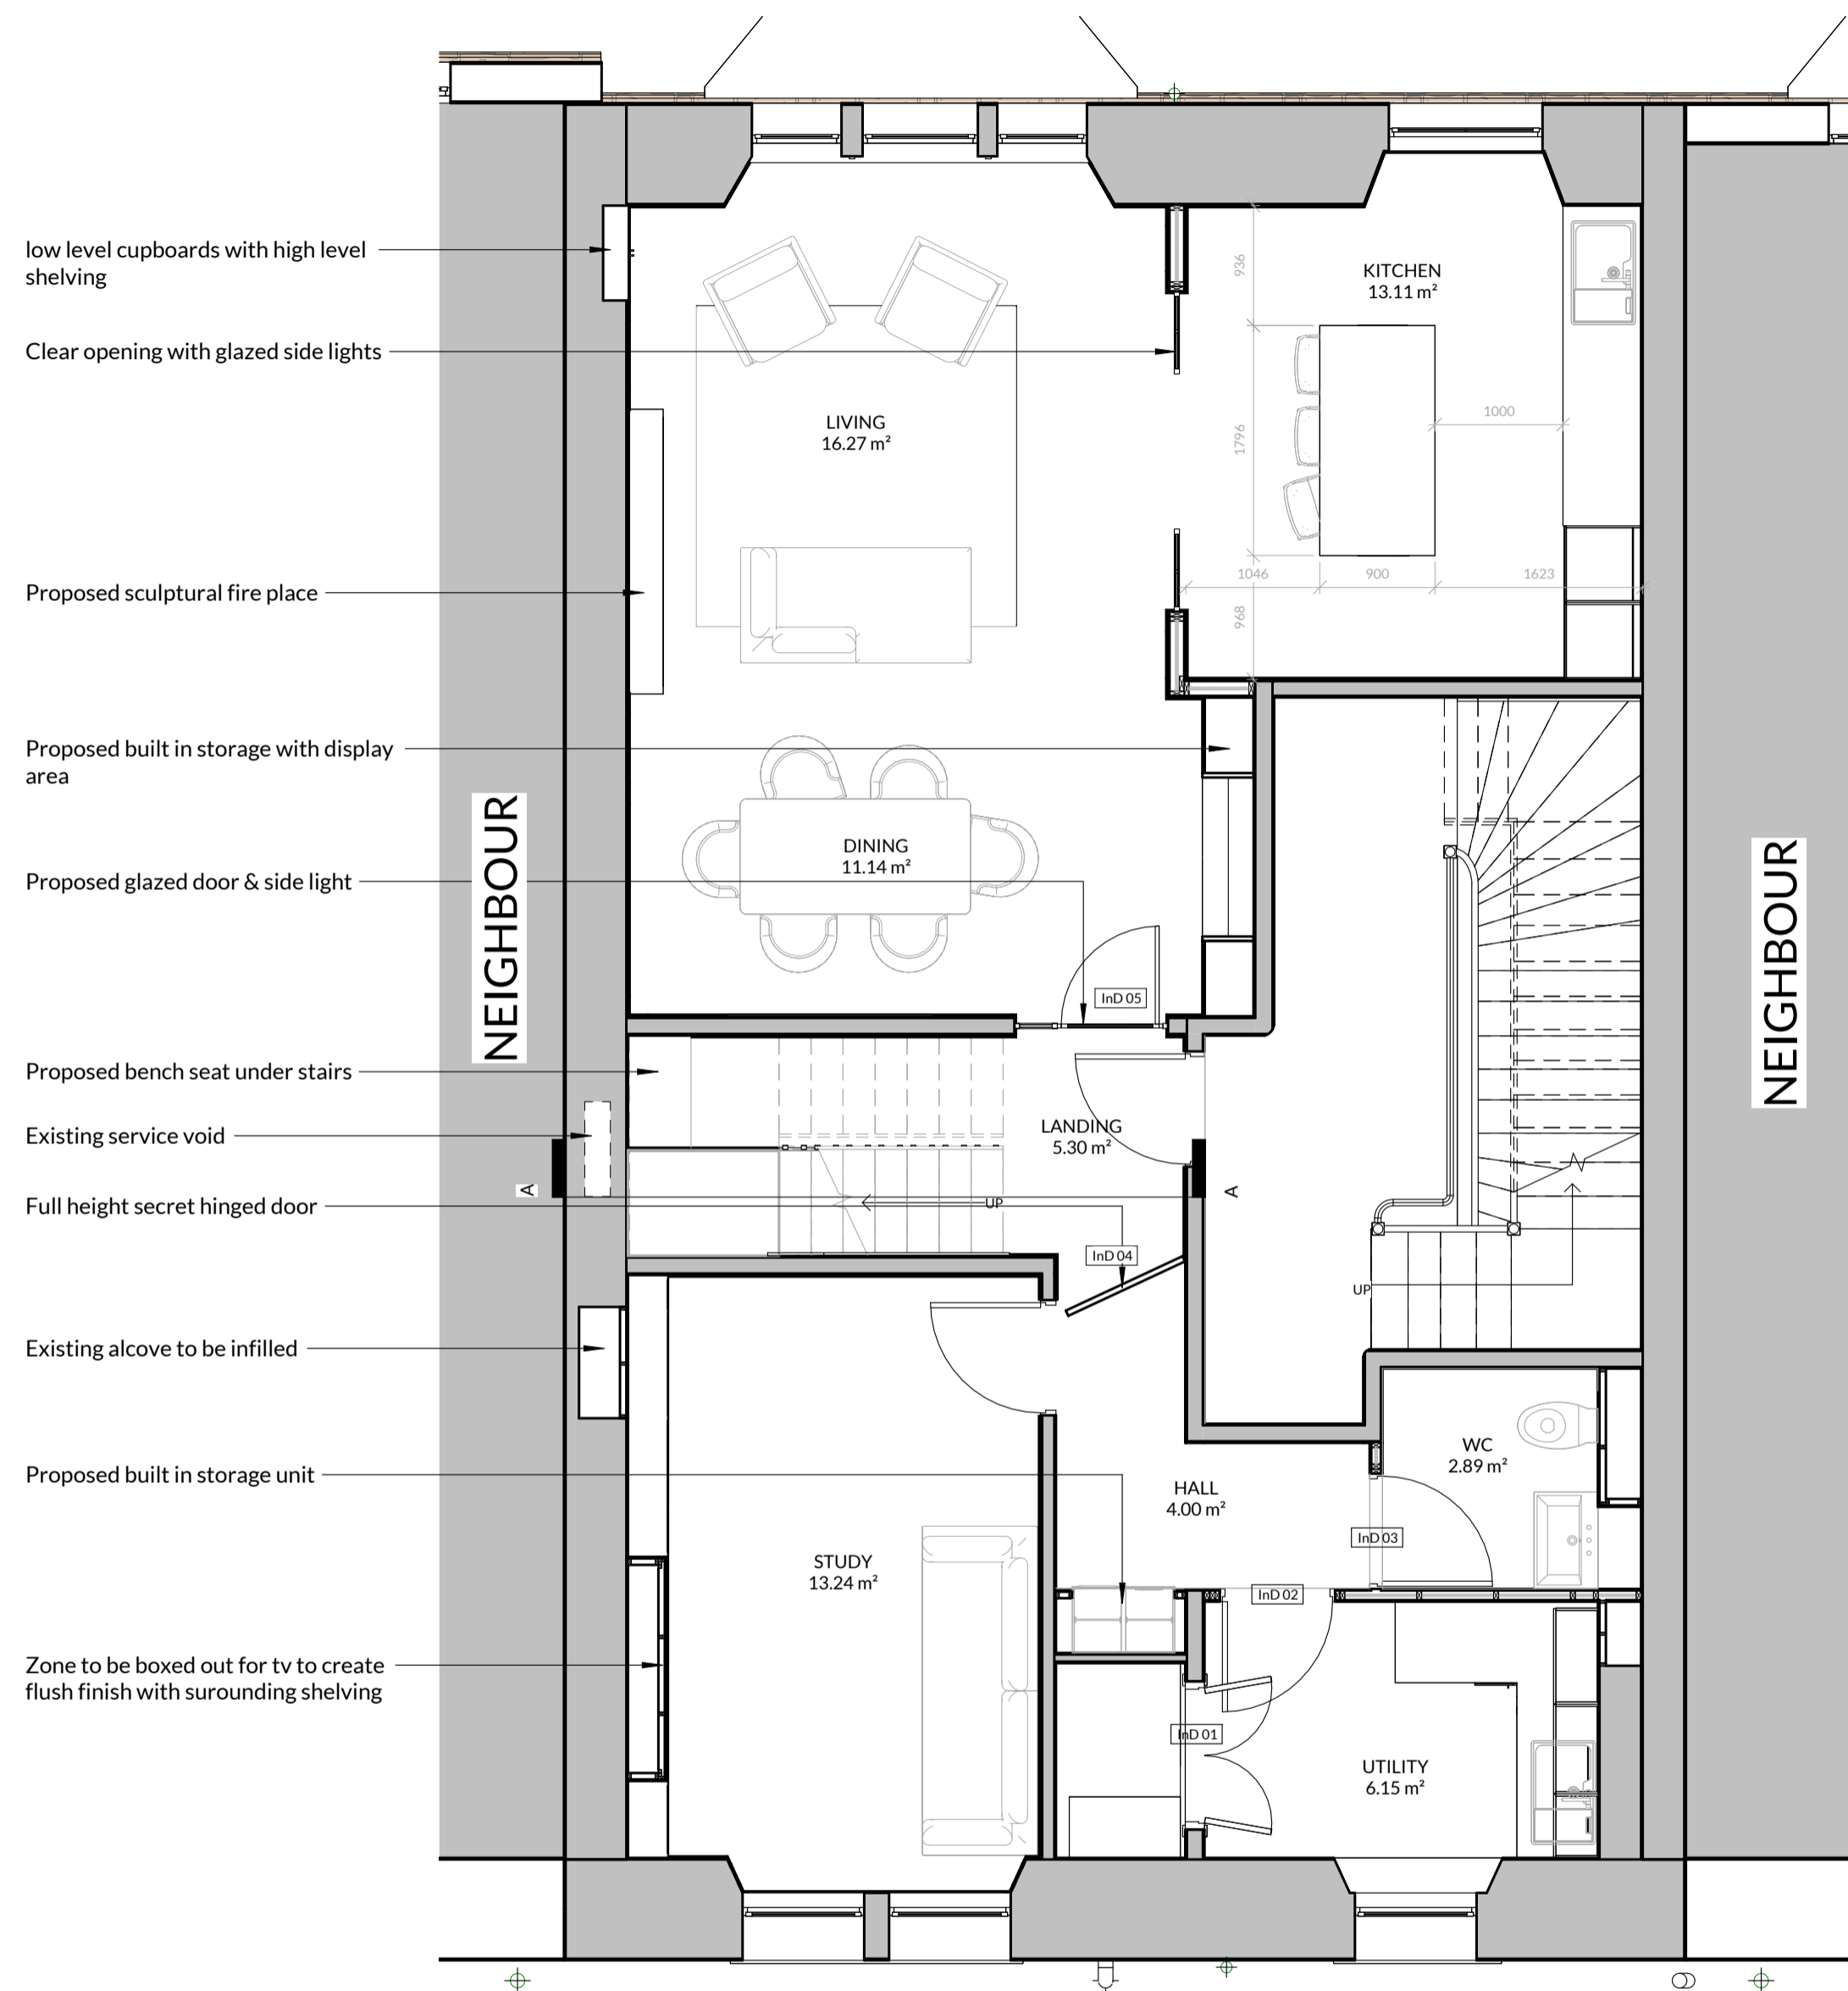 low level cupboards with high level
shelving
Clear opening with glazed side lights
Proposed sculptural fire place
Proposed built in storage with display
area
Proposed glazed door & side light
Proposed bench seat under stairs
Existing service void
Full height secret hinged door
Existing alcove to be infilled
Proposed built in storage unit
Zone to be boxed out for tv to create
flush finish with surounding shelving
NEIGHBOUR
A
LIVING
16.27 m²
KITCHEN
13.11 m²
936
1796
1000
1046
900
1623
968
DINING
11.14 m²
InD 05
LANDING
5.30 m²
UP
A
InD 04
UP
WC
2.89 m²
HALL
4.00 m²
InD 03
InD 02
STUDY
13.24 m²
InD 01
UTILITY
6.15 m²
NEIGHBOUR